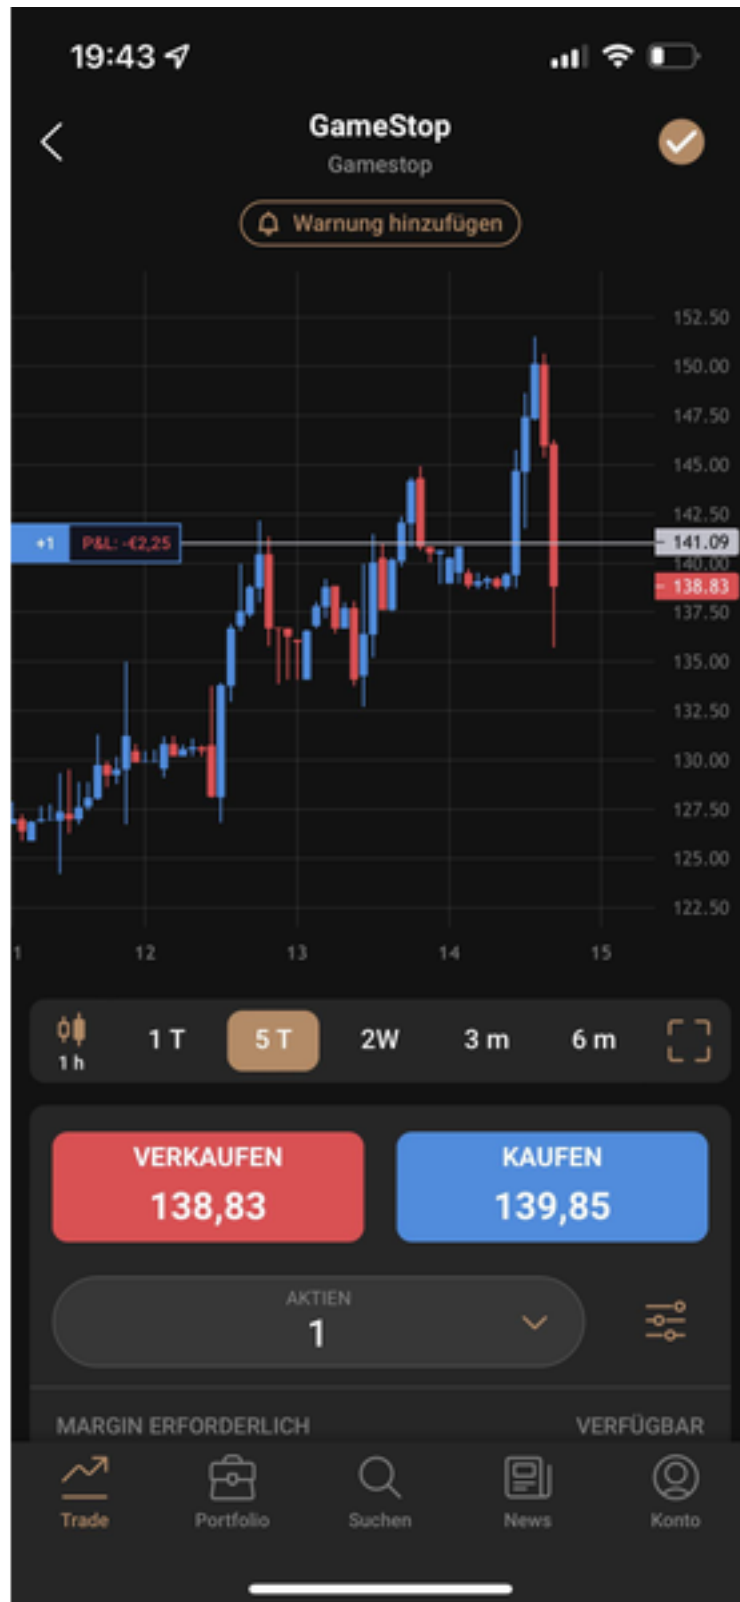 19:43
GameStop
Gamestop
Warnung hinzufügen
152.50
150.00
147.50
145.00
142.50
+1 P&L: -€2,25
141.09
140.00
138.83
137.50
135.00
132.50
130.00
127.50
125.00
122.50
1 12 13 14 15
1 h 1 T 5 T 2W 3 m 6 m
VERKAUFEN
138,83
KAUFEN
139,85
AKTIEN
1
MARGIN ERFORDERLICH VERFÜGBAR
Trade Portfolio Suchen News Konto